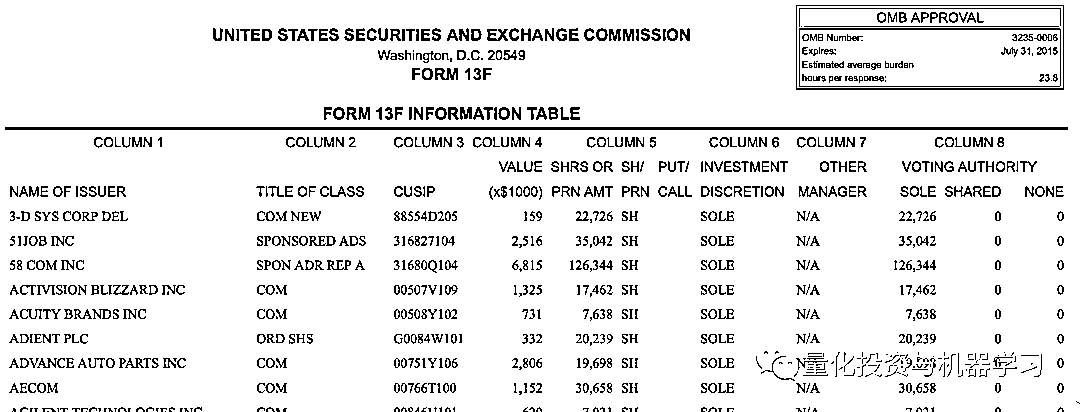 UNITED STATES SECURITIES AND EXCHANGE COMMISSION
Washington, D.C. 20549
FORM 13F
OMB APPROVAL
OMB Number: 3235-0006
Expires: July 31, 2015
Estimated average burden
hours per response: 23.8
FORM 13F INFORMATION TABLE
COLUMN 1 COLUMN 2 COLUMN 3 COLUMN 4 COLUMN 5 COLUMN 6 COLUMN 7 COLUMN 8
VALUE SHRS OR SH/ PUT/ INVESTMENT OTHER VOTING AUTHORITY
NAME OF ISSUER TITLE OF CLASS CUSIP (x$1000) PRN AMT PRN CALL DISCRETION MANAGER SOLE SHARED NONE
3-D SYS CORP DEL COM NEW 88554D205 159 22,726 SH SOLE N/A 22,726 0 0
51JOB INC SPONSORED ADS 316827104 2,516 35,042 SH SOLE N/A 35,042 0 0
58 COM INC SPON ADR REP A 31680Q104 6,815 126,344 SH SOLE N/A 126,344 0 0
ACTIVISION BLIZZARD INC COM 00507V109 1,325 17,462 SH SOLE N/A 17,462 0 0
ACUITY BRANDS INC COM 00508Y102 731 7,638 SH SOLE N/A 7,638 0 0
ADIENT PLC ORD SHS G0084W101 332 20,239 SH SOLE N/A 20,239 0 0
ADVANCE AUTO PARTS INC COM 00751Y106 2,806 19,698 SH SOLE N/A 0 0
AECOM COM 00766T100 1,152 30,658 SH SOLE N/A 30,658 0 0
AGILENT TECHNOLOGIES INC COM 00846U101 SH SOLE N/A 0 0
量化投资与机器学习